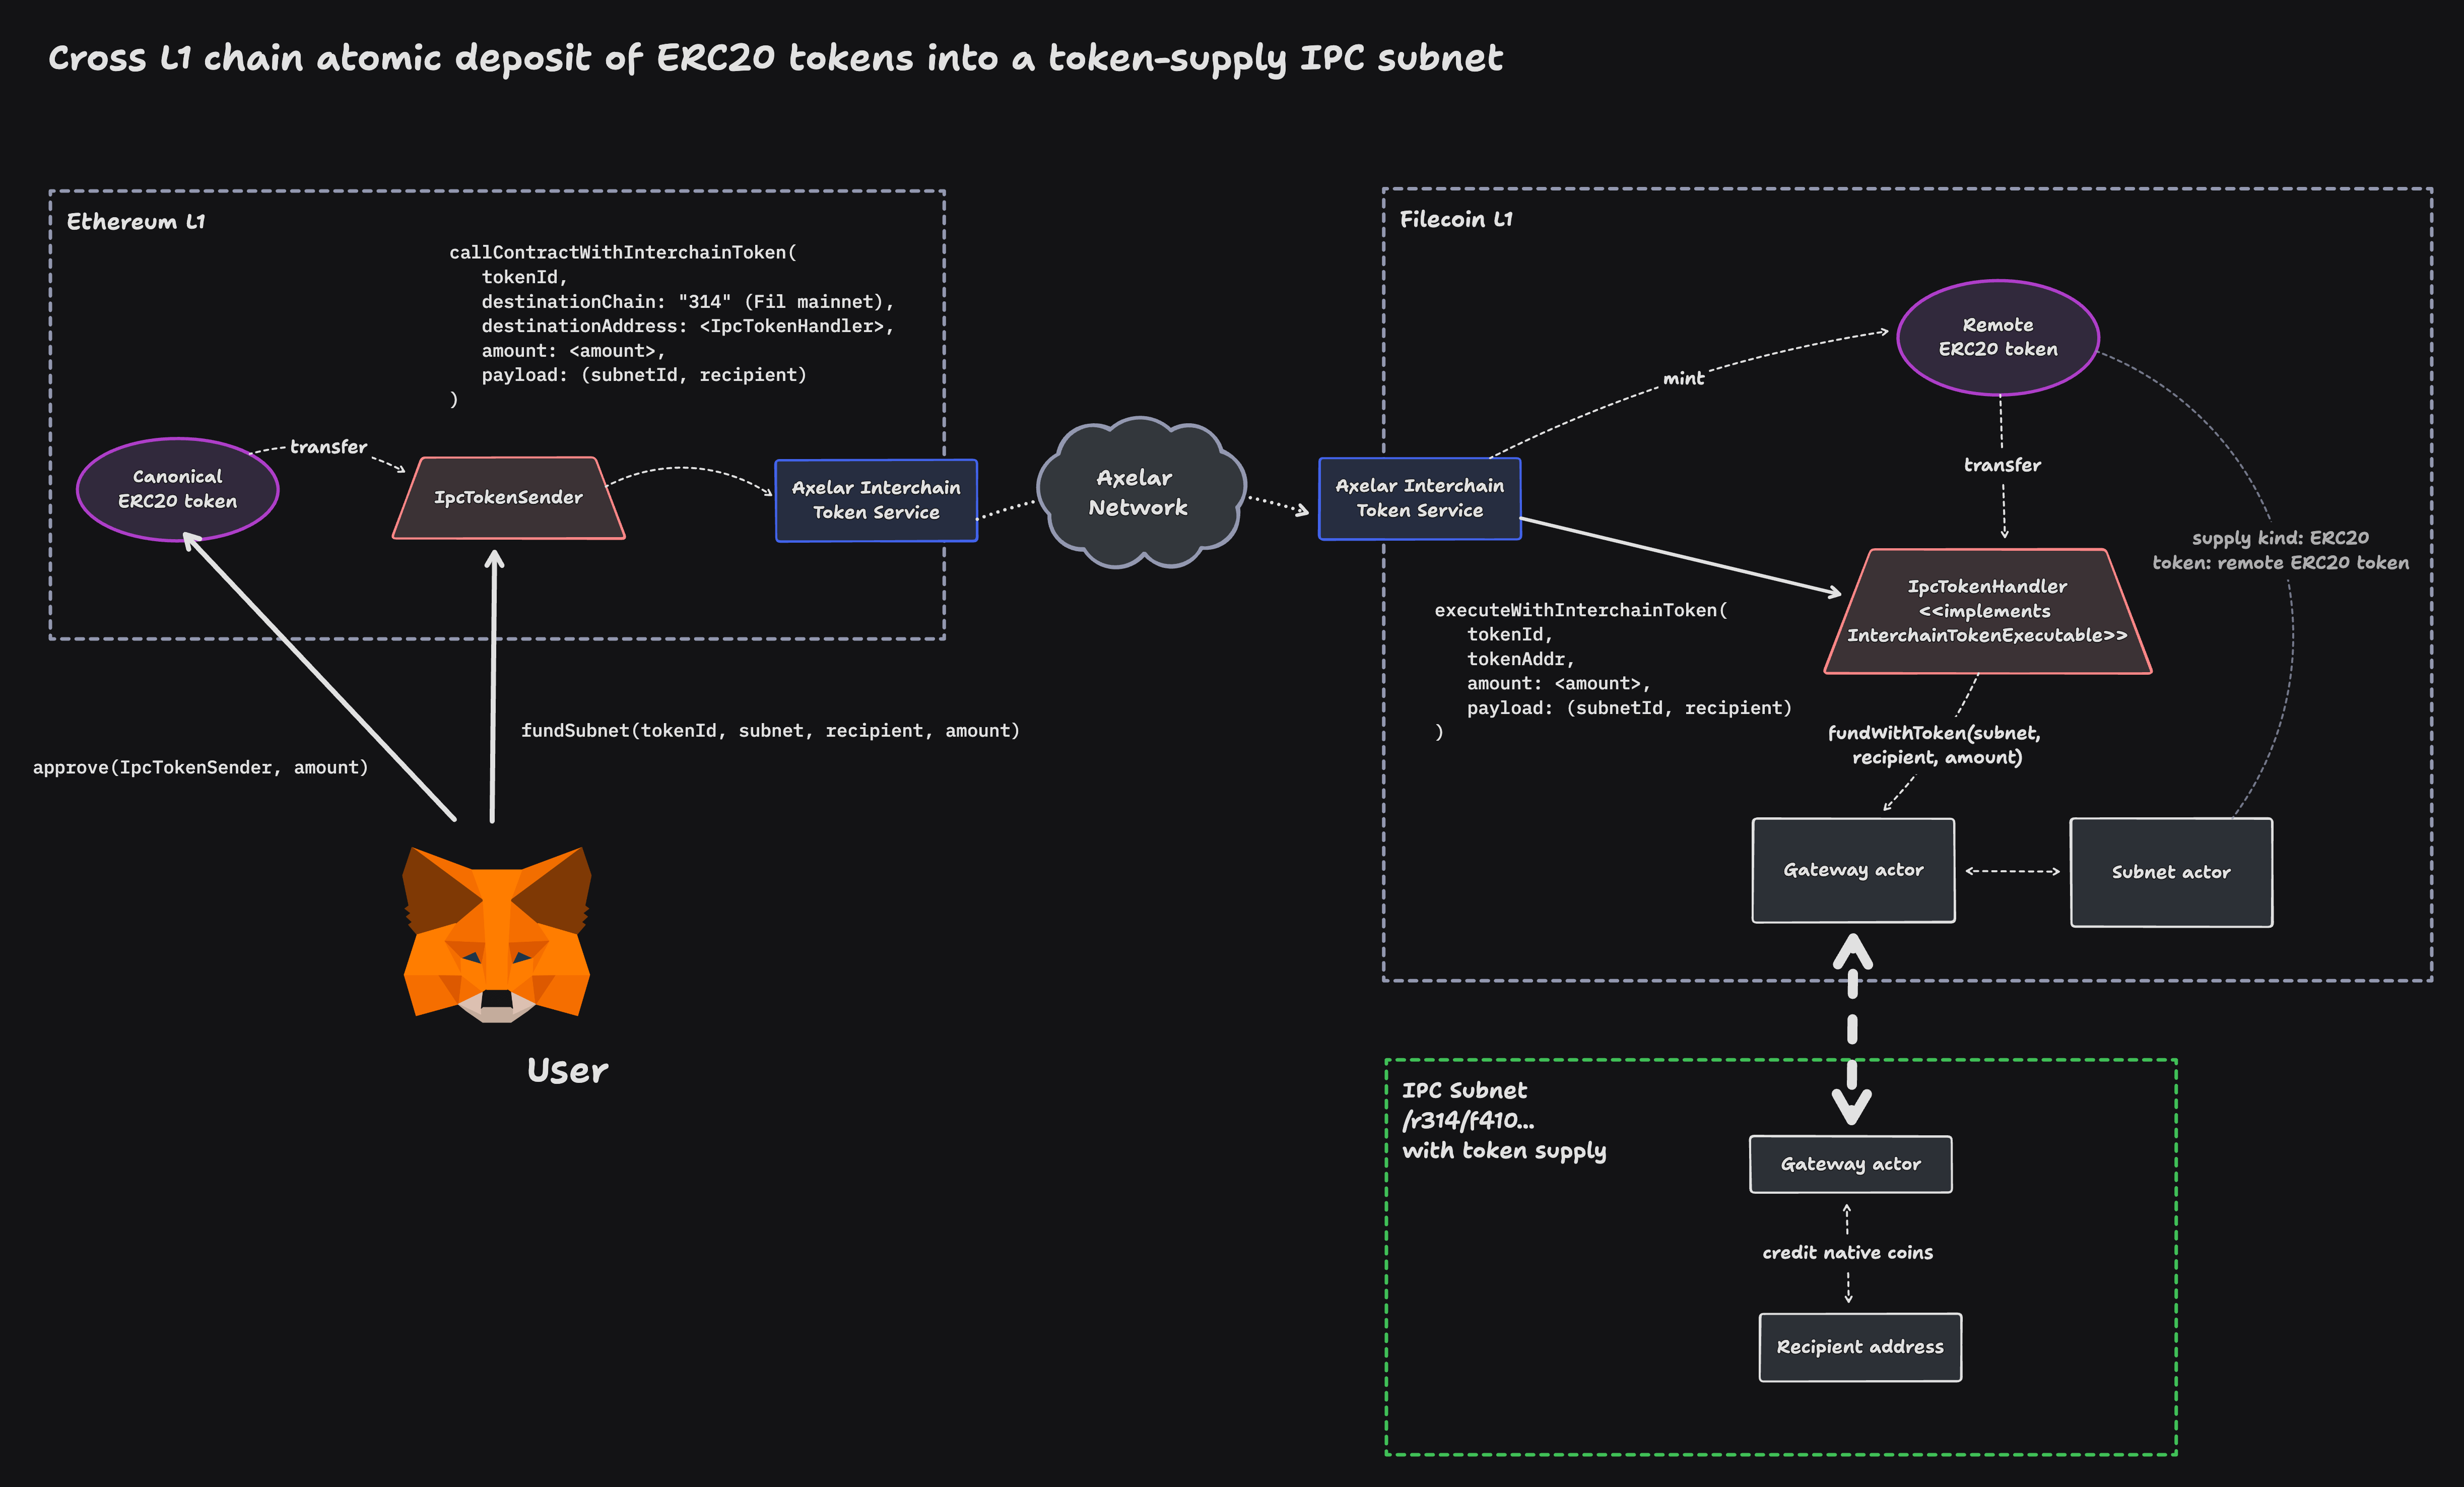 Cross L1 chain atomic deposit of ERC20 tokens into a token-supply IPC subnet
Ethereum L1
callContractWithInterchainToken(
tokenId,
destinationChain: "314" (Fil mainnet),
destinationAddress: <IpcTokenHandler>,
amount: <amount>,
payload: (subnetId, recipient)
)
Canonical
ERC20 token
transfer
IpcTokenSender
Axelar Interchain
Token Service
approve(IpcTokenSender, amount)
fundSubnet(tokenId, subnet, recipient, amount)
User
Axelar
Network
Filecoin L1
Axelar Interchain
Token Service
mint
Remote
ERC20 token
transfer
supply kind: ERC20
token: remote ERC20 token
IpcTokenHandler
<<implements
InterchainTokenExecutable>>
executeWithInterchainToken(
tokenId,
tokenAddr,
amount: <amount>,
payload: (subnetId, recipient)
)
fundWithToken(subnet,
recipient, amount)
Gateway actor
Subnet actor
IPC Subnet
/r314/f410...
with token supply
Gateway actor
credit native coins
Recipient address